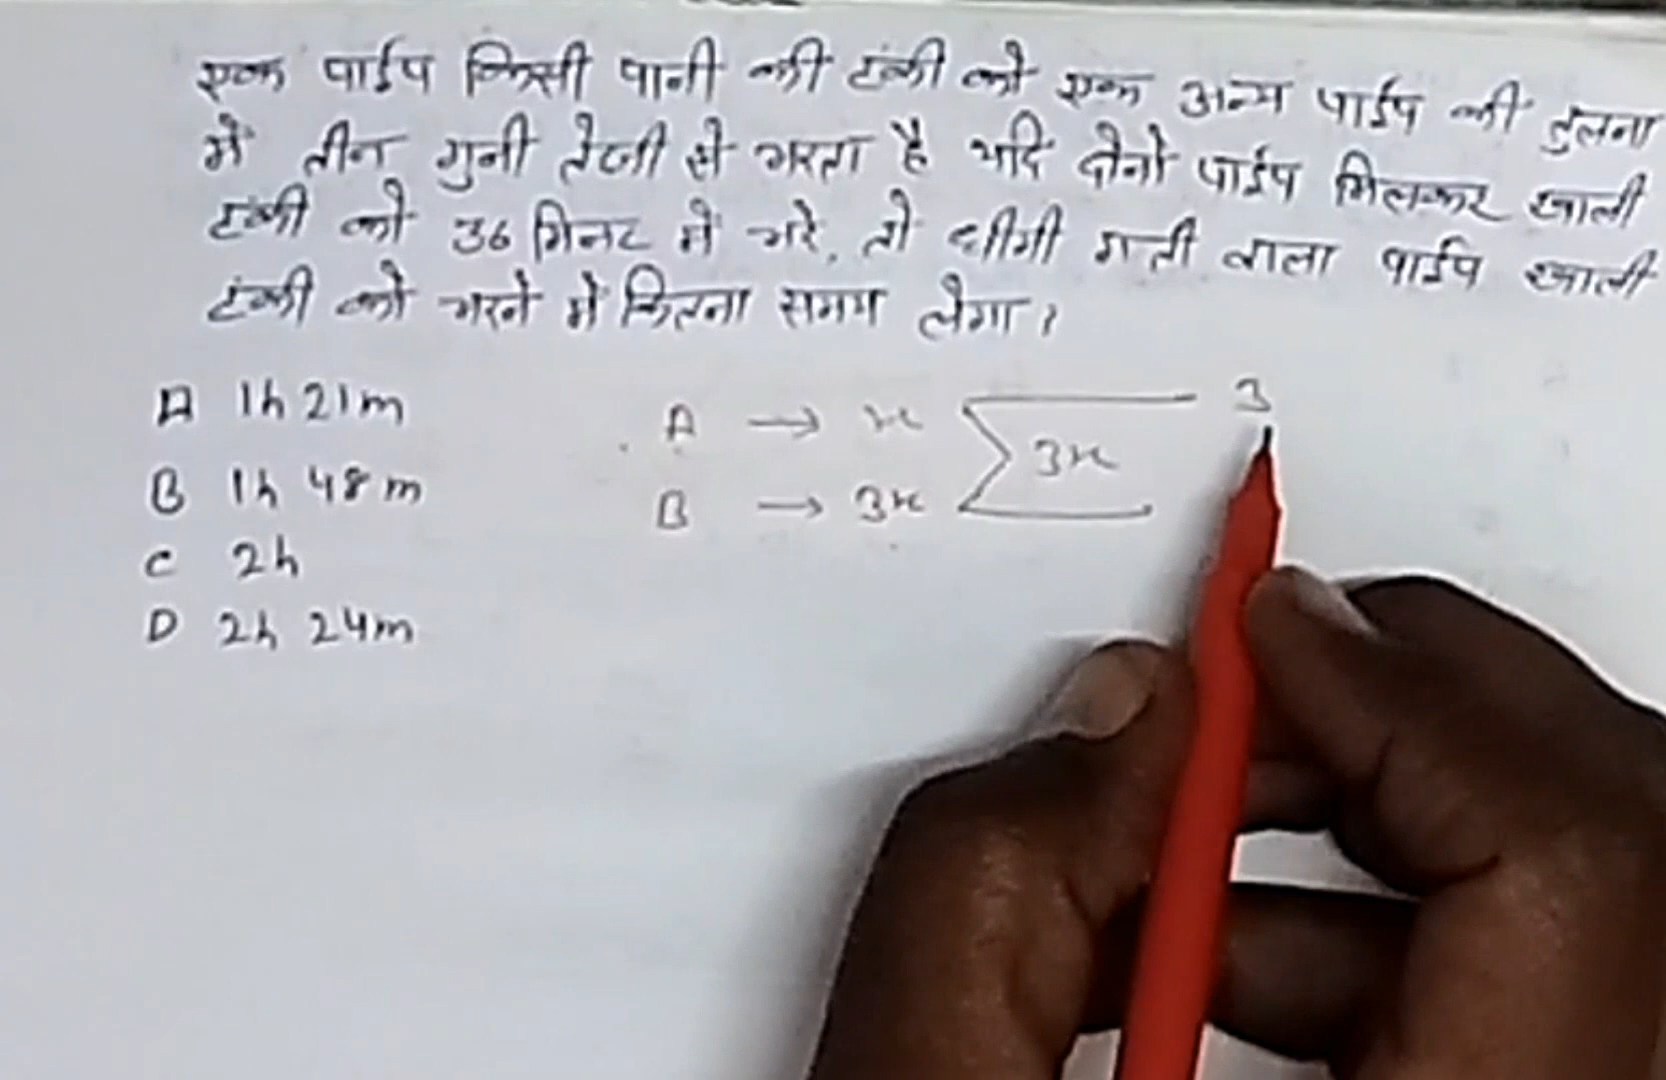 एक पाईप किसी पानी की टंकी को एक अन्य पाईप की तुलना
में तीन गुनी तेजी से भरता है यदि दोनो पाईप मिलकर खाली
टंकी को 36 मिनट में भरे, तो धीमी गती वाला पाईप खाली
टंकी को भरने में कितना समय लेगा?
A 1h 21m
B 1h 48m
C 2h
D 2h 24m
A → x 3x 3
B → 3x